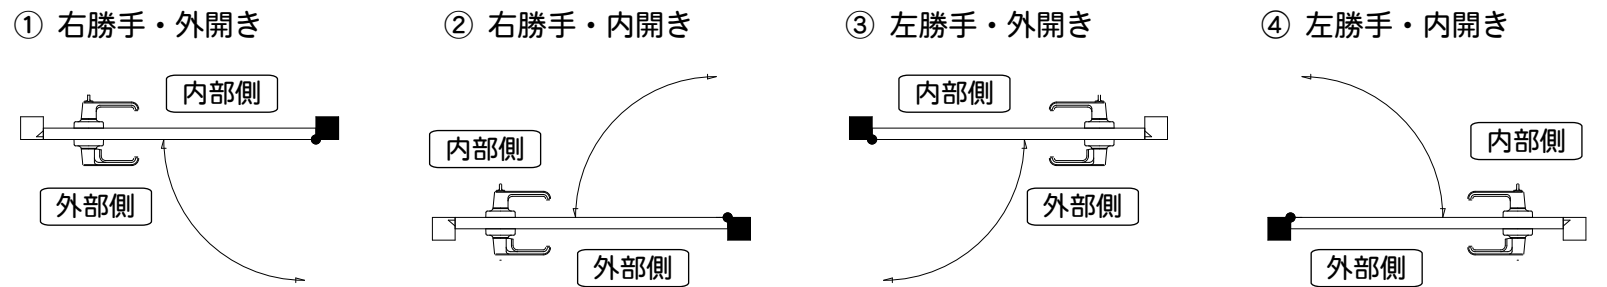 ① 右勝手・外開き
内部側
外部側
② 右勝手・内開き
内部側
外部側
③ 左勝手・外開き
内部側
外部側
④ 左勝手・内開き
内部側
外部側